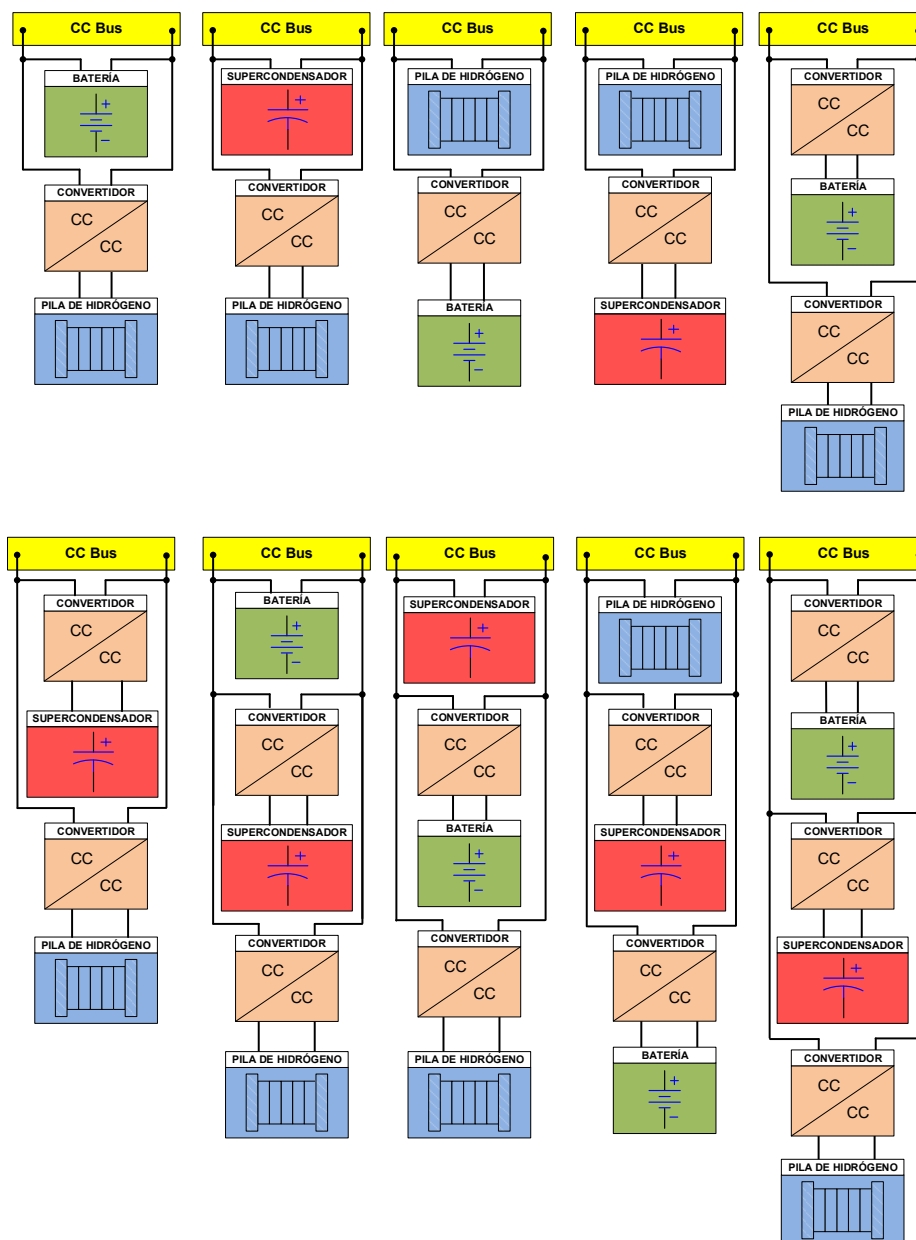 CC Bus
BATERÍA
+
−
CONVERTIDOR
CC
CC
PILA DE HIDRÓGENO
CC Bus
SUPERCONDENSADOR
+
CONVERTIDOR
CC
CC
PILA DE HIDRÓGENO
CC Bus
PILA DE HIDRÓGENO
CONVERTIDOR
CC
CC
BATERÍA
+
−
CC Bus
PILA DE HIDRÓGENO
CONVERTIDOR
CC
CC
SUPERCONDENSADOR
+
CC Bus
CONVERTIDOR
CC
CC
BATERÍA
+
−
CONVERTIDOR
CC
CC
PILA DE HIDRÓGENO
CC Bus
CONVERTIDOR
CC
CC
SUPERCONDENSADOR
+
CONVERTIDOR
CC
CC
PILA DE HIDRÓGENO
CC Bus
BATERÍA
+
−
CONVERTIDOR
CC
CC
SUPERCONDENSADOR
+
CONVERTIDOR
CC
CC
PILA DE HIDRÓGENO
CC Bus
SUPERCONDENSADOR
+
CONVERTIDOR
CC
CC
BATERÍA
+
−
CONVERTIDOR
CC
CC
PILA DE HIDRÓGENO
CC Bus
PILA DE HIDRÓGENO
CONVERTIDOR
CC
CC
SUPERCONDENSADOR
+
CONVERTIDOR
CC
CC
BATERÍA
+
−
CC Bus
CONVERTIDOR
CC
CC
BATERÍA
+
−
CONVERTIDOR
CC
CC
SUPERCONDENSADOR
+
CONVERTIDOR
CC
CC
PILA DE HIDRÓGENO